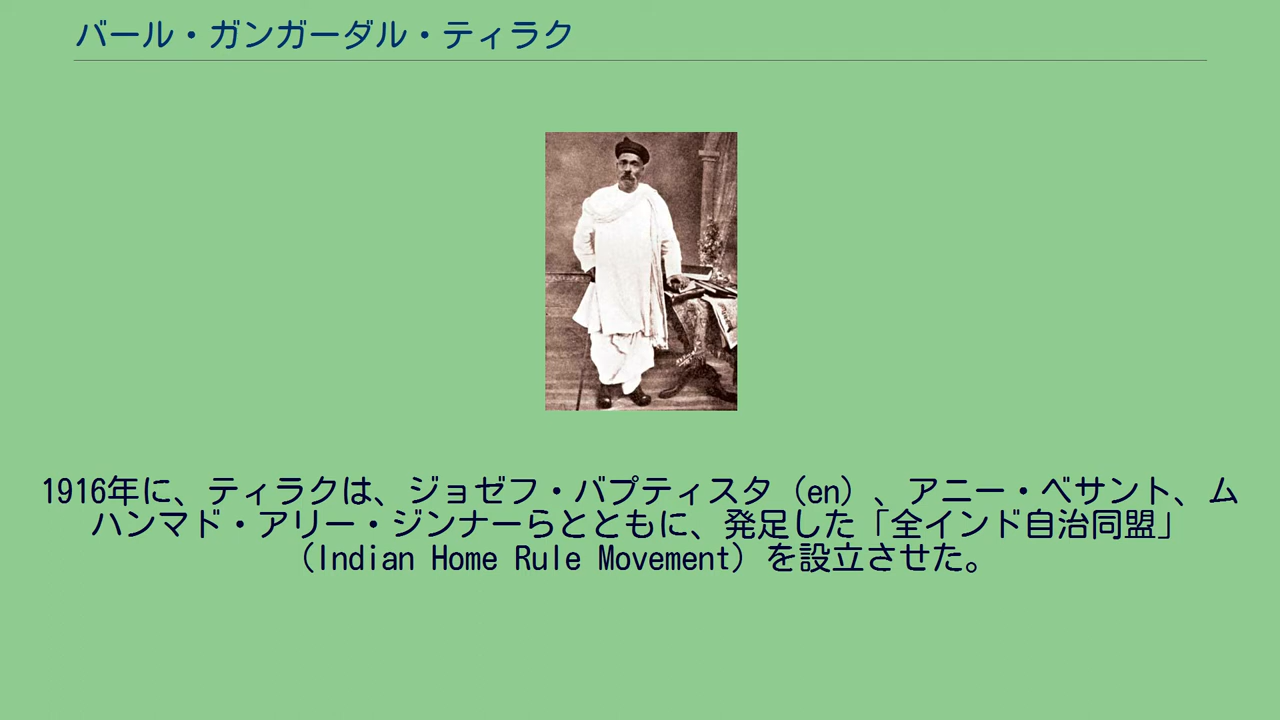 バール・ガンガーダル・ティラク
1916年に、ティラクは、ジョゼフ・バプティスタ（en）、アニー・ベサント、ム
ハンマド・アリー・ジンナーらとともに、発足した「全インド自治同盟」
（Indian Home Rule Movement）を設立させた。